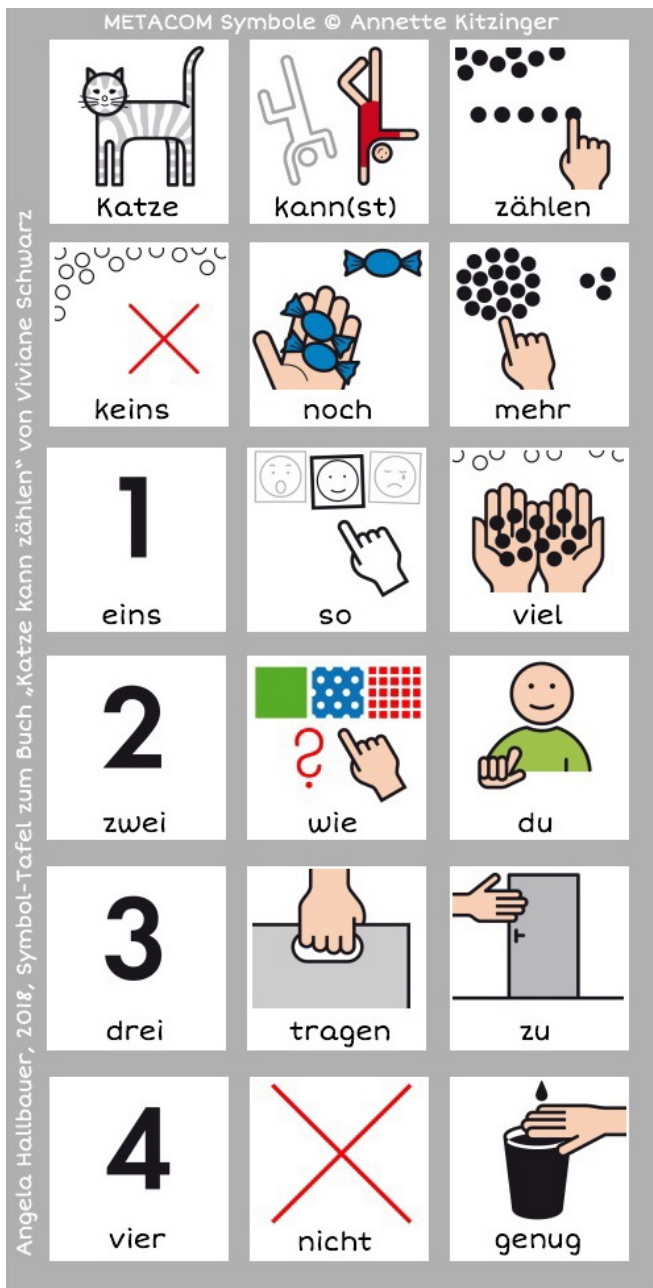 METACOM Symbole © Annette Kitzinger
Angela Hallbauer, 2018, Symbol-Tafel zum Buch „Katze kann zählen“ von Viviane Schwarz
Katze
kann(st)
zählen
keins
noch
mehr
1
eins
so
viel
2
?
zwei
wie
du
3
drei
tragen
zu
4
vier
nicht
genug